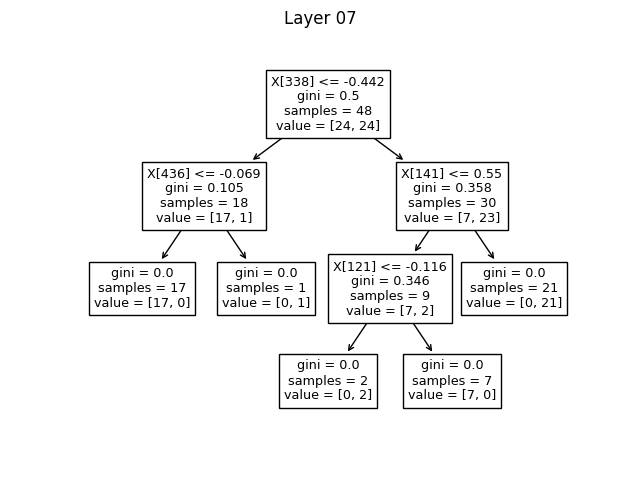 Layer 07
X[338] <= -0.442
gini = 0.5
samples = 48
value = [24, 24]
X[436] <= -0.069
gini = 0.105
samples = 18
value = [17, 1]
X[141] <= 0.55
gini = 0.358
samples = 30
value = [7, 23]
gini = 0.0
samples = 17
value = [17, 0]
gini = 0.0
samples = 1
value = [0, 1]
X[121] <= -0.116
gini = 0.346
samples = 9
value = [7, 2]
gini = 0.0
samples = 21
value = [0, 21]
gini = 0.0
samples = 2
value = [0, 2]
gini = 0.0
samples = 7
value = [7, 0]